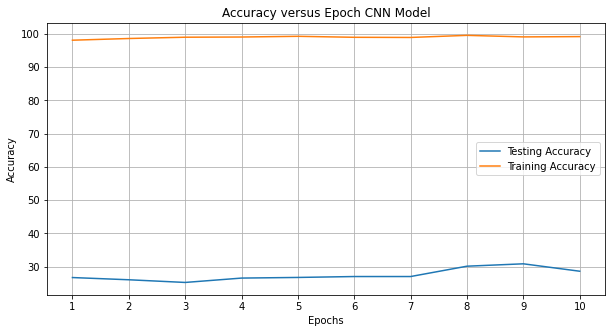 Accuracy versus Epoch CNN Model
100
90
80
70
60
50
40
30
Accuracy
Testing Accuracy
Training Accuracy
1 2 3 4 5 6 7 8 9 10
Epochs